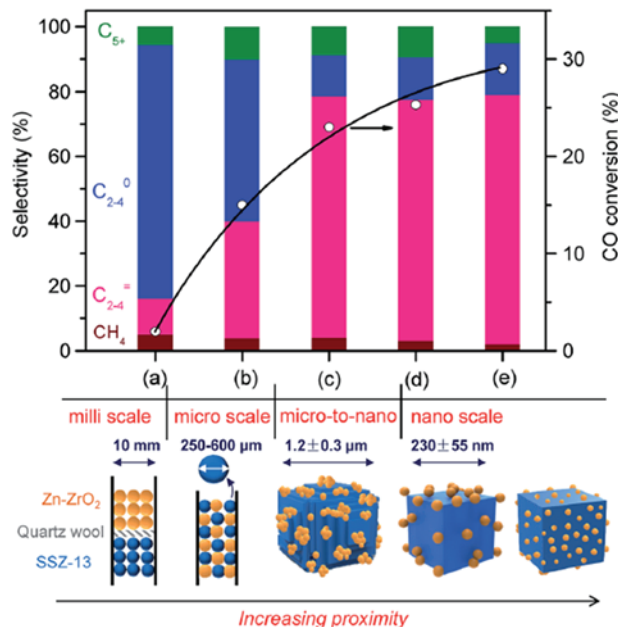 100
80
60
40
20
0
Selectivity (%)
C5+
C2-4^0
C2-4^=
CH4
30
20
10
0
CO conversion (%)
(a) (b) (c) (d) (e)
milli scale micro scale micro-to-nano nano scale
10 mm 250-600 μm 1.2±0.3 μm 230±55 nm
Zn-ZrO2
Quartz wool
SSZ-13
Increasing proximity